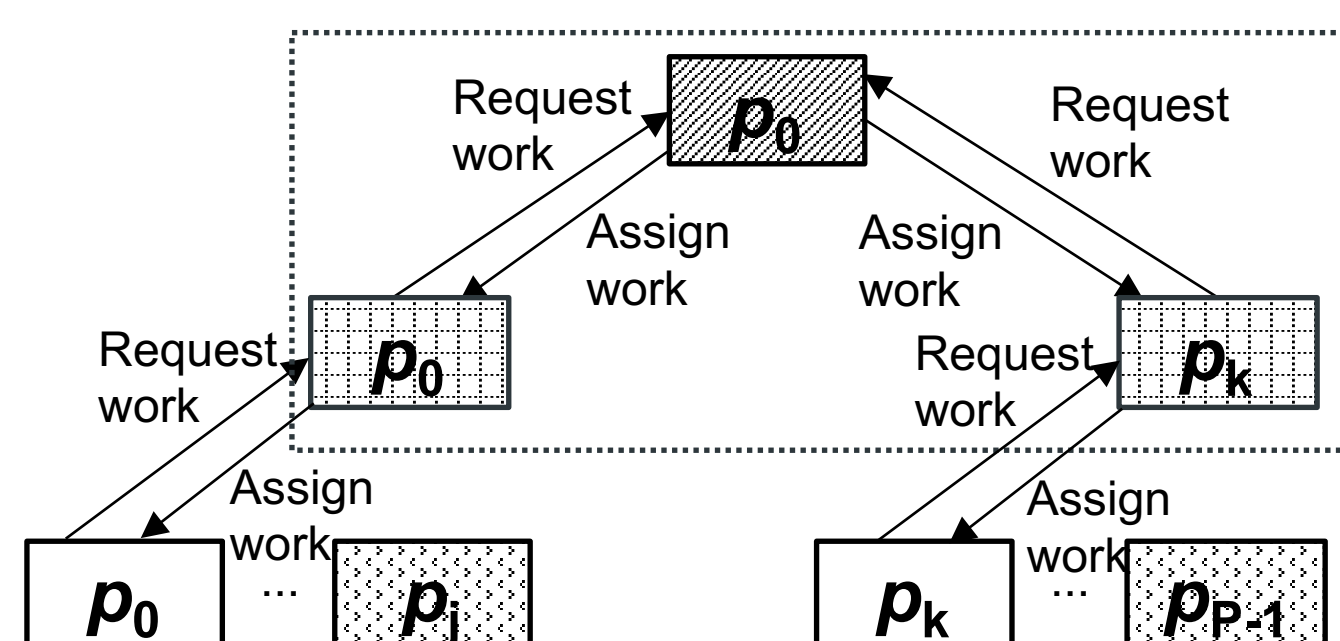 Request
work
p0
Request
work
Assign
work
Assign
work
Request
work
p0
Request
work
pk
Assign
work
Assign
work
p0
...
pi
pk
...
pP-1